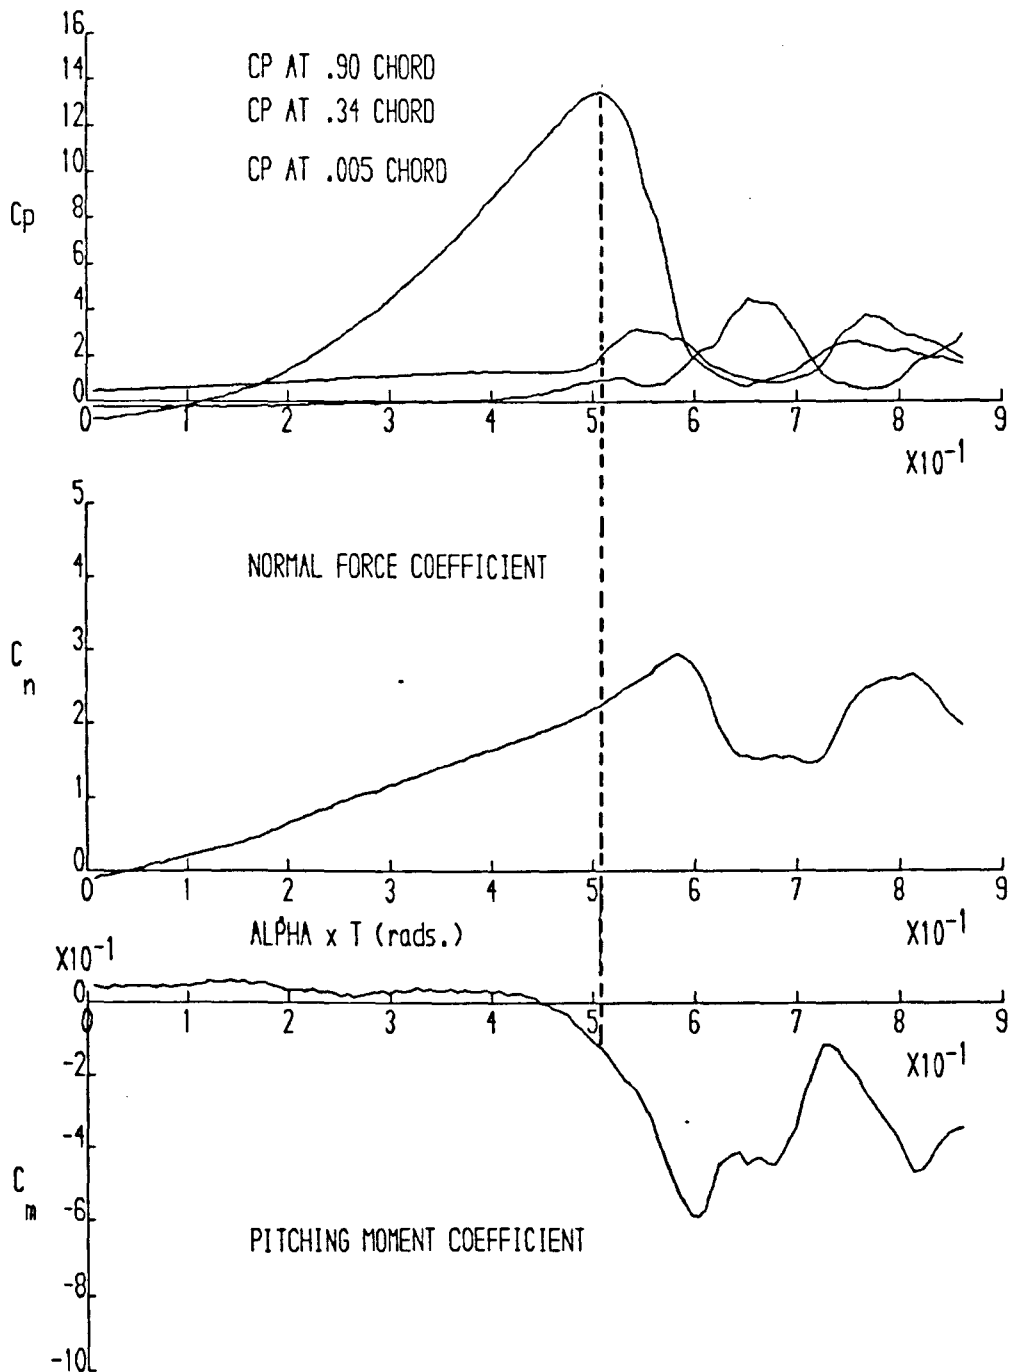 16
14
12
10
8
6
4
2
0
Cp
CP AT .90 CHORD
CP AT .34 CHORD
CP AT .005 CHORD
0 1 2 3 4 5 6 7 8 9
X10⁻¹
5
4
3
2
1
0
C n
NORMAL FORCE COEFFICIENT
0 1 2 3 4 5 6 7 8 9
ALPHA x T (rads.)
X10⁻¹
X10⁻¹
0
-2
-4
-6
-8
-10
0 1 2 3 4 5 6 7 8 9
X10⁻¹
C m
PITCHING MOMENT COEFFICIENT